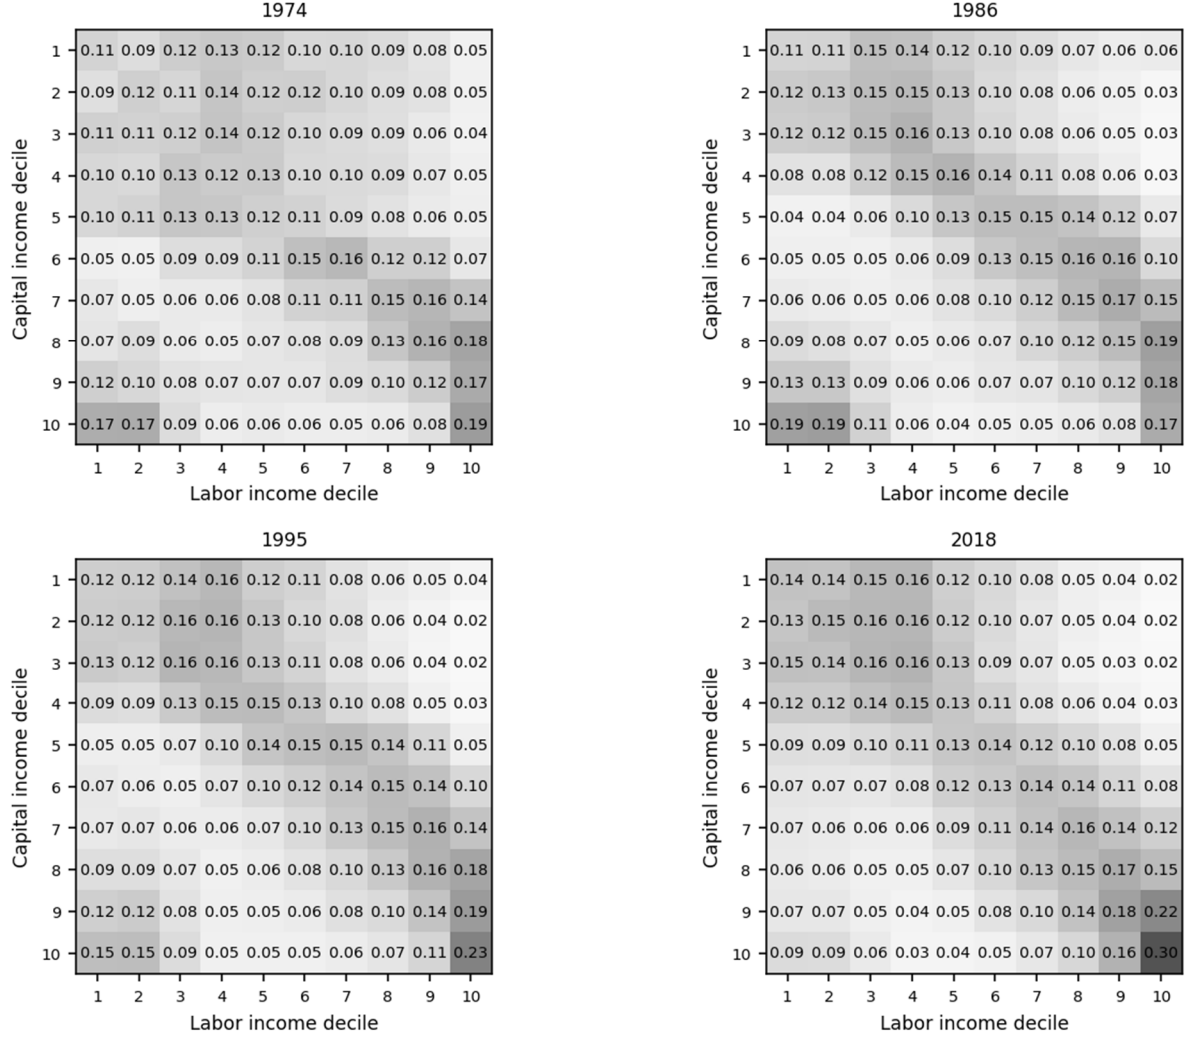 1974
Capital income decile
1 0.11 0.09 0.12 0.13 0.12 0.10 0.10 0.09 0.08 0.05
2 0.09 0.12 0.11 0.14 0.12 0.12 0.10 0.09 0.08 0.05
3 0.11 0.11 0.12 0.14 0.12 0.10 0.09 0.09 0.06 0.04
4 0.10 0.10 0.13 0.12 0.13 0.10 0.10 0.09 0.07 0.05
5 0.10 0.11 0.13 0.13 0.12 0.11 0.09 0.08 0.06 0.05
6 0.05 0.05 0.09 0.09 0.11 0.15 0.16 0.12 0.12 0.07
7 0.07 0.05 0.06 0.06 0.08 0.11 0.11 0.15 0.16 0.14
8 0.07 0.09 0.06 0.05 0.07 0.08 0.09 0.13 0.16 0.18
9 0.12 0.10 0.08 0.07 0.07 0.07 0.09 0.10 0.12 0.17
10 0.17 0.17 0.09 0.06 0.06 0.06 0.05 0.06 0.08 0.19
1 2 3 4 5 6 7 8 9 10
Labor income decile
1986
Capital income decile
1 0.11 0.11 0.15 0.14 0.12 0.10 0.09 0.07 0.06 0.06
2 0.12 0.13 0.15 0.15 0.13 0.10 0.08 0.06 0.05 0.03
3 0.12 0.12 0.15 0.16 0.13 0.10 0.08 0.06 0.05 0.03
4 0.08 0.08 0.12 0.15 0.16 0.14 0.11 0.08 0.06 0.03
5 0.04 0.04 0.06 0.10 0.13 0.15 0.15 0.14 0.12 0.07
6 0.05 0.05 0.05 0.06 0.09 0.13 0.15 0.16 0.16 0.10
7 0.06 0.06 0.05 0.06 0.08 0.10 0.12 0.15 0.17 0.15
8 0.09 0.08 0.07 0.05 0.06 0.07 0.10 0.12 0.15 0.19
9 0.13 0.13 0.09 0.06 0.06 0.07 0.07 0.10 0.12 0.18
10 0.19 0.19 0.11 0.06 0.04 0.05 0.05 0.06 0.08 0.17
1 2 3 4 5 6 7 8 9 10
Labor income decile
1995
Capital income decile
1 0.12 0.12 0.14 0.16 0.12 0.11 0.08 0.06 0.05 0.04
2 0.12 0.12 0.16 0.16 0.13 0.10 0.08 0.06 0.04 0.02
3 0.13 0.12 0.16 0.16 0.13 0.11 0.08 0.06 0.04 0.02
4 0.09 0.09 0.13 0.15 0.15 0.13 0.10 0.08 0.05 0.03
5 0.05 0.05 0.07 0.10 0.14 0.15 0.15 0.14 0.11 0.05
6 0.07 0.06 0.05 0.07 0.10 0.12 0.14 0.15 0.14 0.10
7 0.07 0.07 0.06 0.06 0.07 0.10 0.13 0.15 0.16 0.14
8 0.09 0.09 0.07 0.05 0.06 0.08 0.10 0.13 0.16 0.18
9 0.12 0.12 0.08 0.05 0.05 0.06 0.08 0.10 0.14 0.19
10 0.15 0.15 0.09 0.05 0.05 0.05 0.06 0.07 0.11 0.23
1 2 3 4 5 6 7 8 9 10
Labor income decile
2018
Capital income decile
1 0.14 0.14 0.15 0.16 0.12 0.10 0.08 0.05 0.04 0.02
2 0.13 0.15 0.16 0.16 0.12 0.10 0.07 0.05 0.04 0.02
3 0.15 0.14 0.16 0.16 0.13 0.09 0.07 0.05 0.03 0.02
4 0.12 0.12 0.14 0.15 0.13 0.11 0.08 0.06 0.04 0.03
5 0.09 0.09 0.10 0.11 0.13 0.14 0.12 0.10 0.08 0.05
6 0.07 0.07 0.07 0.08 0.12 0.13 0.14 0.14 0.11 0.08
7 0.07 0.06 0.06 0.06 0.09 0.11 0.14 0.16 0.14 0.12
8 0.06 0.06 0.05 0.05 0.07 0.10 0.13 0.15 0.17 0.15
9 0.07 0.07 0.05 0.04 0.05 0.08 0.10 0.14 0.18 0.22
10 0.09 0.09 0.06 0.03 0.04 0.05 0.07 0.10 0.16 0.30
1 2 3 4 5 6 7 8 9 10
Labor income decile